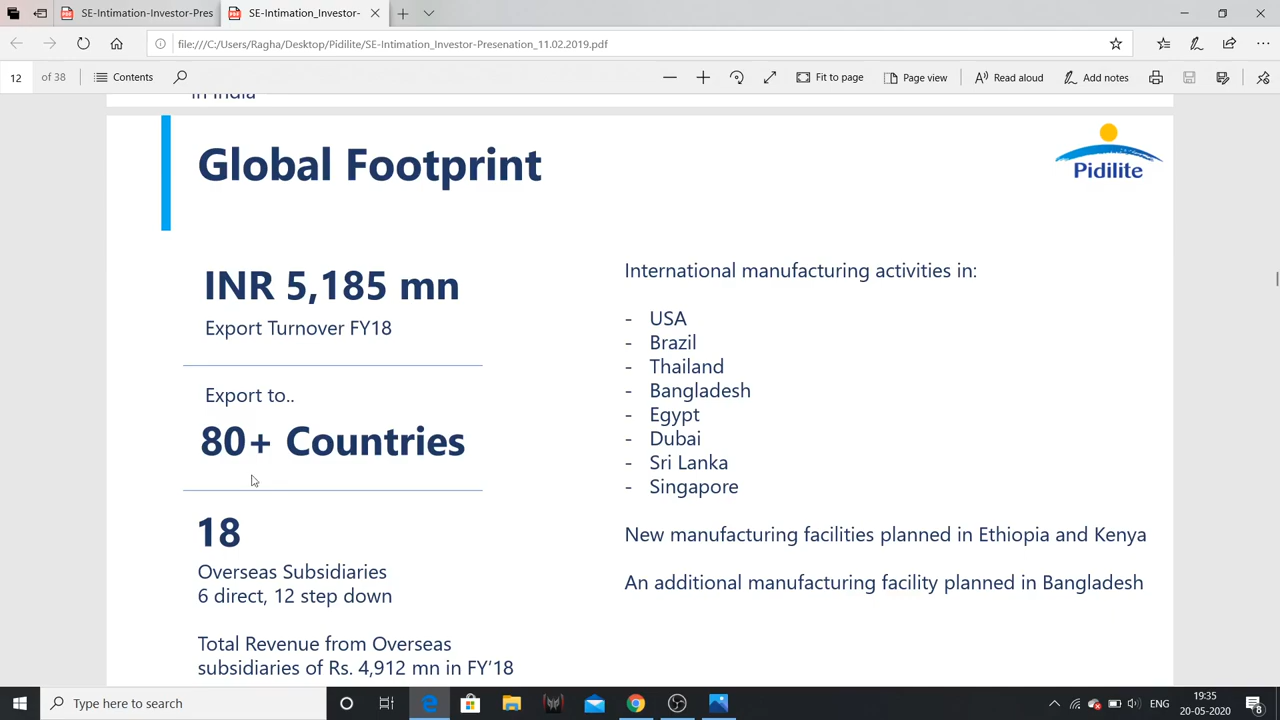 SE-Intimation-Investor-Pres
SE-Intimation-Investor-
file:///C:/Users/Ragha/Desktop/Pidilite/SE-Intimation_Investor-Presenation_11.02.2019.pdf
12 of 38
Contents
Fit to page
Page view
Read aloud
Add notes
in India
Global Footprint
Pidilite
INR 5,185 mn
Export Turnover FY18
Export to..
80+ Countries
18
Overseas Subsidiaries
6 direct, 12 step down
Total Revenue from Overseas
subsidiaries of Rs. 4,912 mn in FY'18
International manufacturing activities in:
- USA
- Brazil
- Thailand
- Bangladesh
- Egypt
- Dubai
- Sri Lanka
- Singapore
New manufacturing facilities planned in Ethiopia and Kenya
An additional manufacturing facility planned in Bangladesh
Type here to search
ENG
19:35
20-05-2020
8